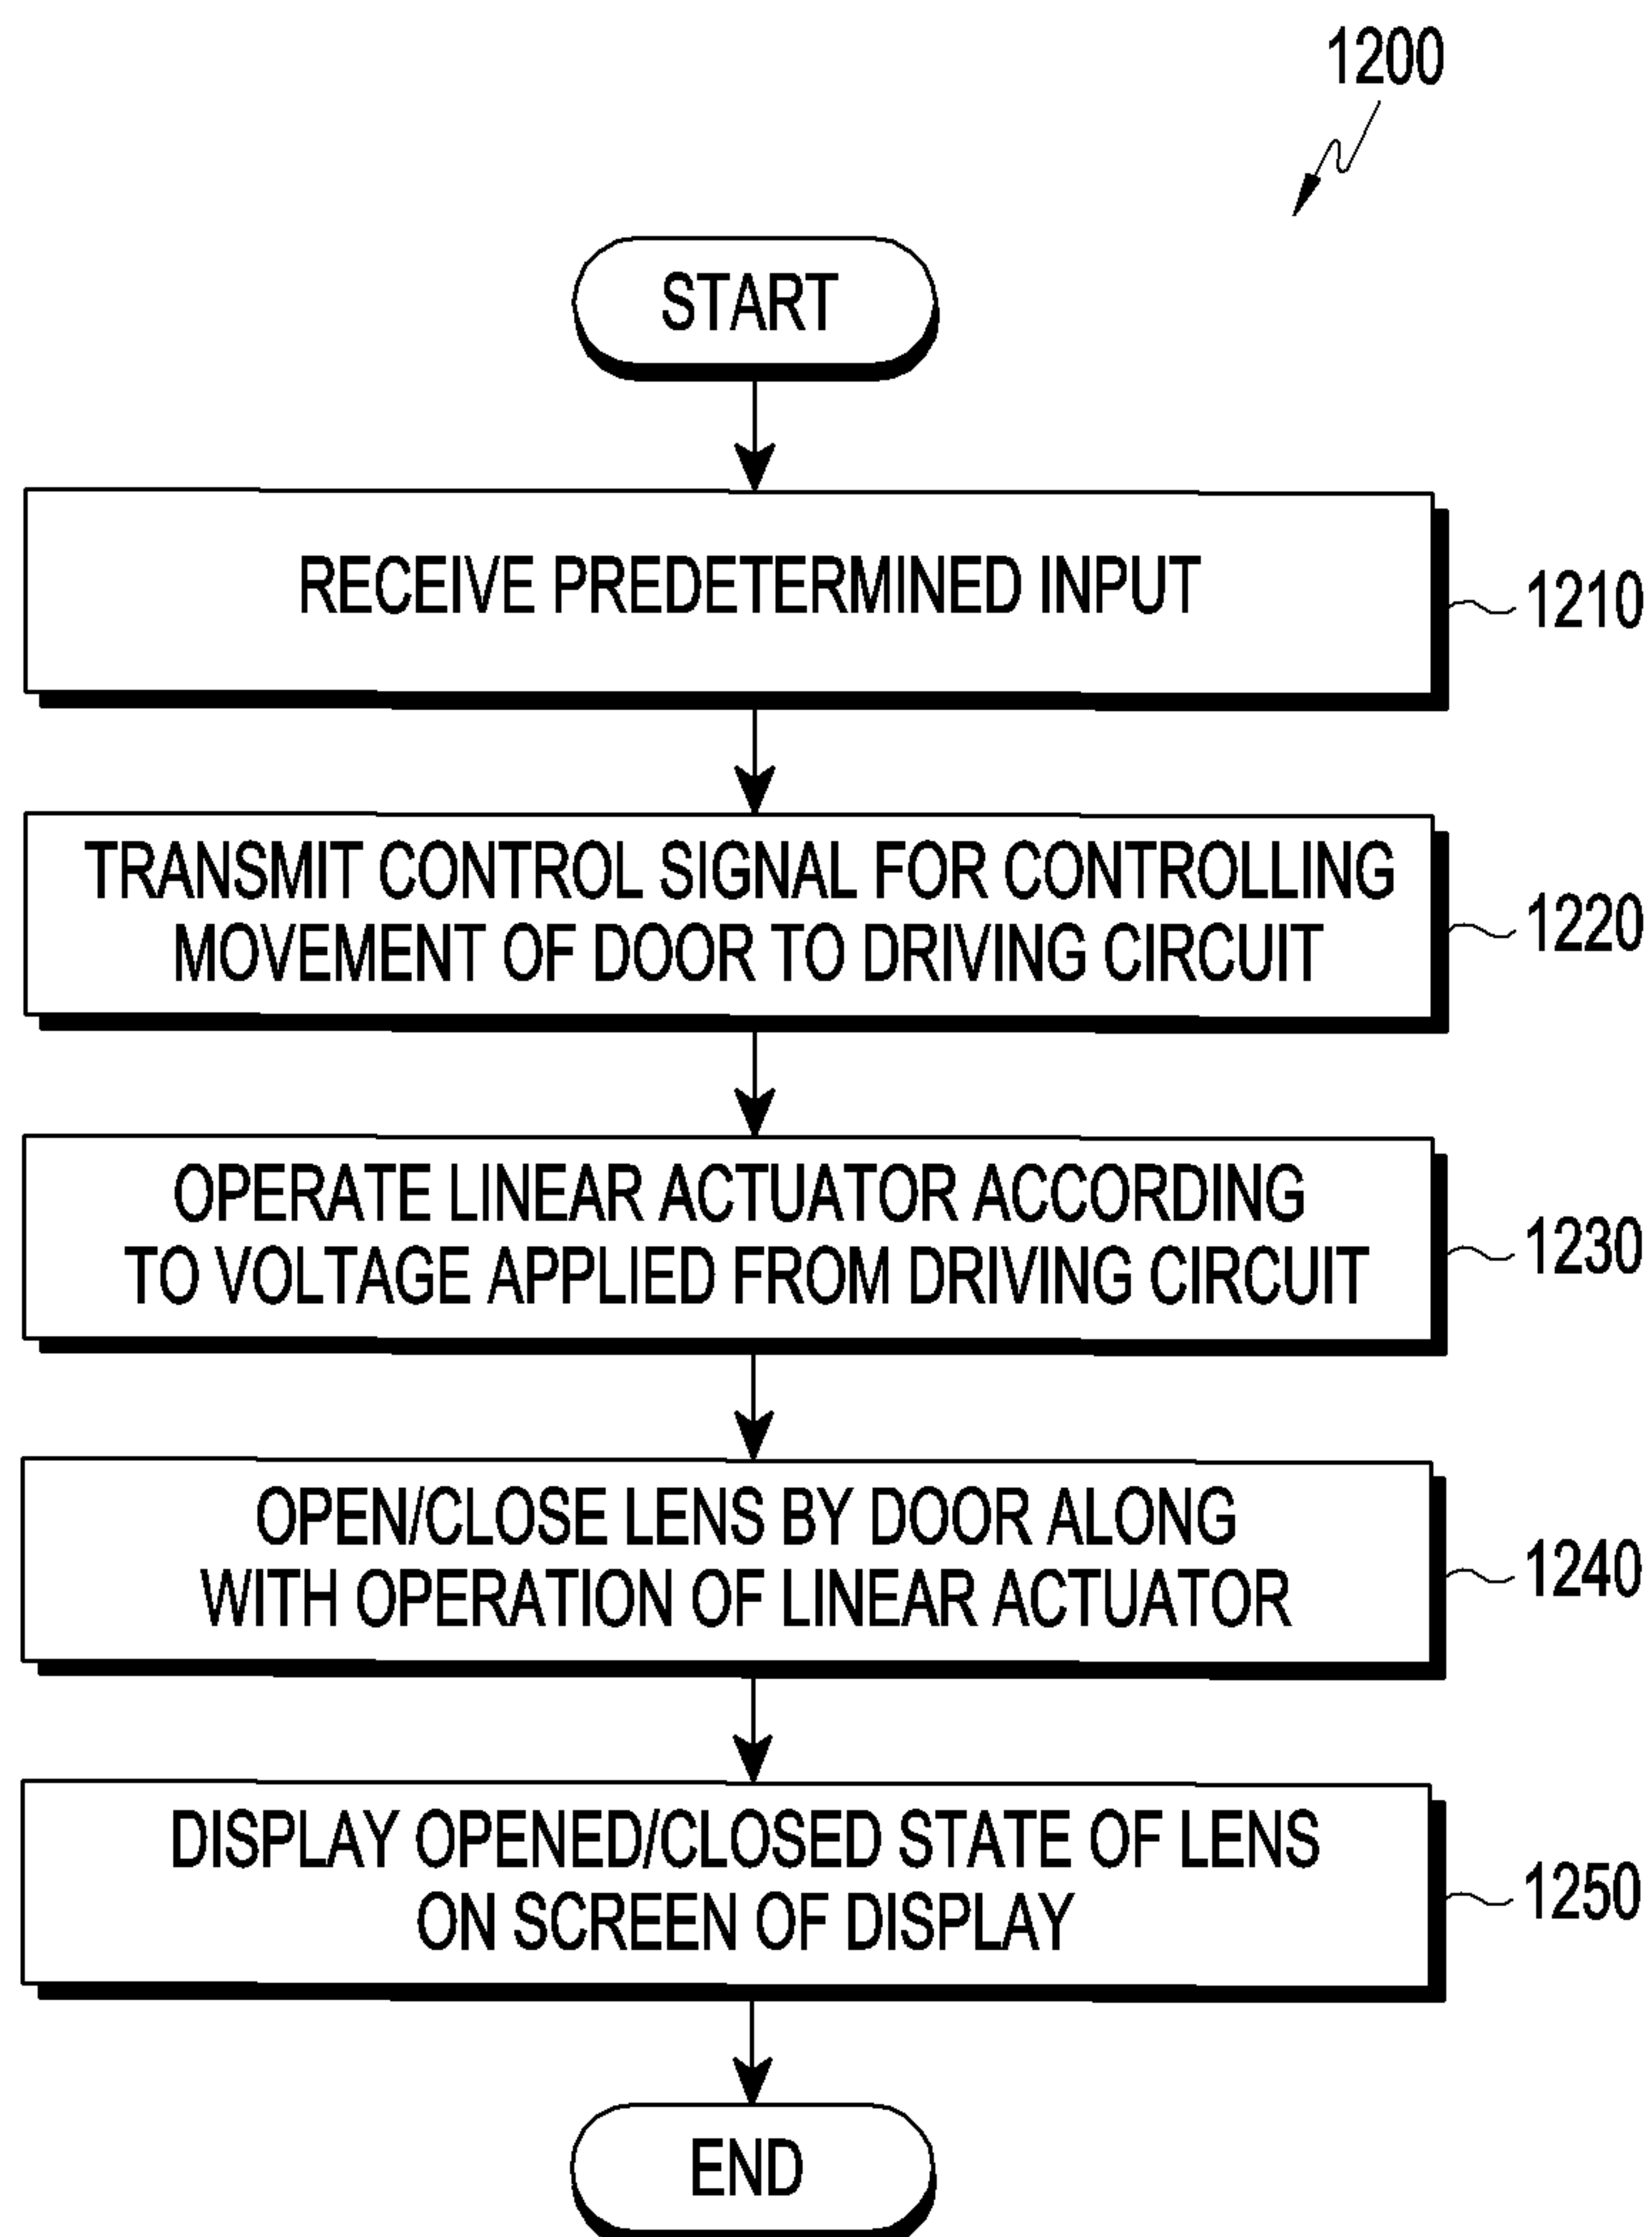 1200
START
RECEIVE PREDETERMINED INPUT
1210
TRANSMIT CONTROL SIGNAL FOR CONTROLLING
MOVEMENT OF DOOR TO DRIVING CIRCUIT
1220
OPERATE LINEAR ACTUATOR ACCORDING
TO VOLTAGE APPLIED FROM DRIVING CIRCUIT
1230
OPEN/CLOSE LENS BY DOOR ALONG
WITH OPERATION OF LINEAR ACTUATOR
1240
DISPLAY OPENED/CLOSED STATE OF LENS
ON SCREEN OF DISPLAY
1250
END